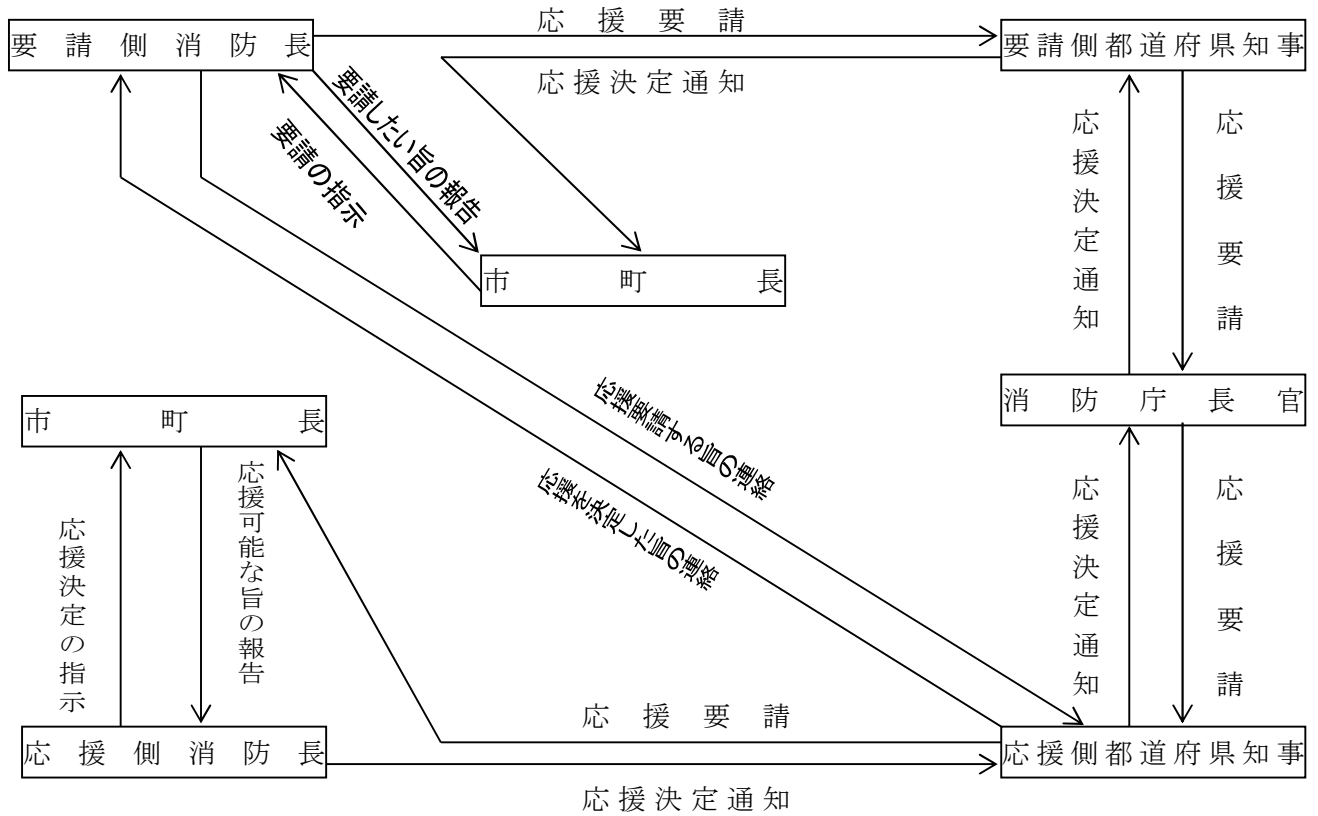 応援要請
要請側消防長
要請側都道府県知事
応援決定通知
要請したい旨の報告
要請の指示
応援決定通知
応援要請
市町長
消防庁長官
応援要請する旨の連絡
応援を決定した旨の連絡
市町長
応援決定の指示
応援可能な旨の報告
応援決定通知
応援要請
応援要請
応援側消防長
応援側都道府県知事
応援決定通知